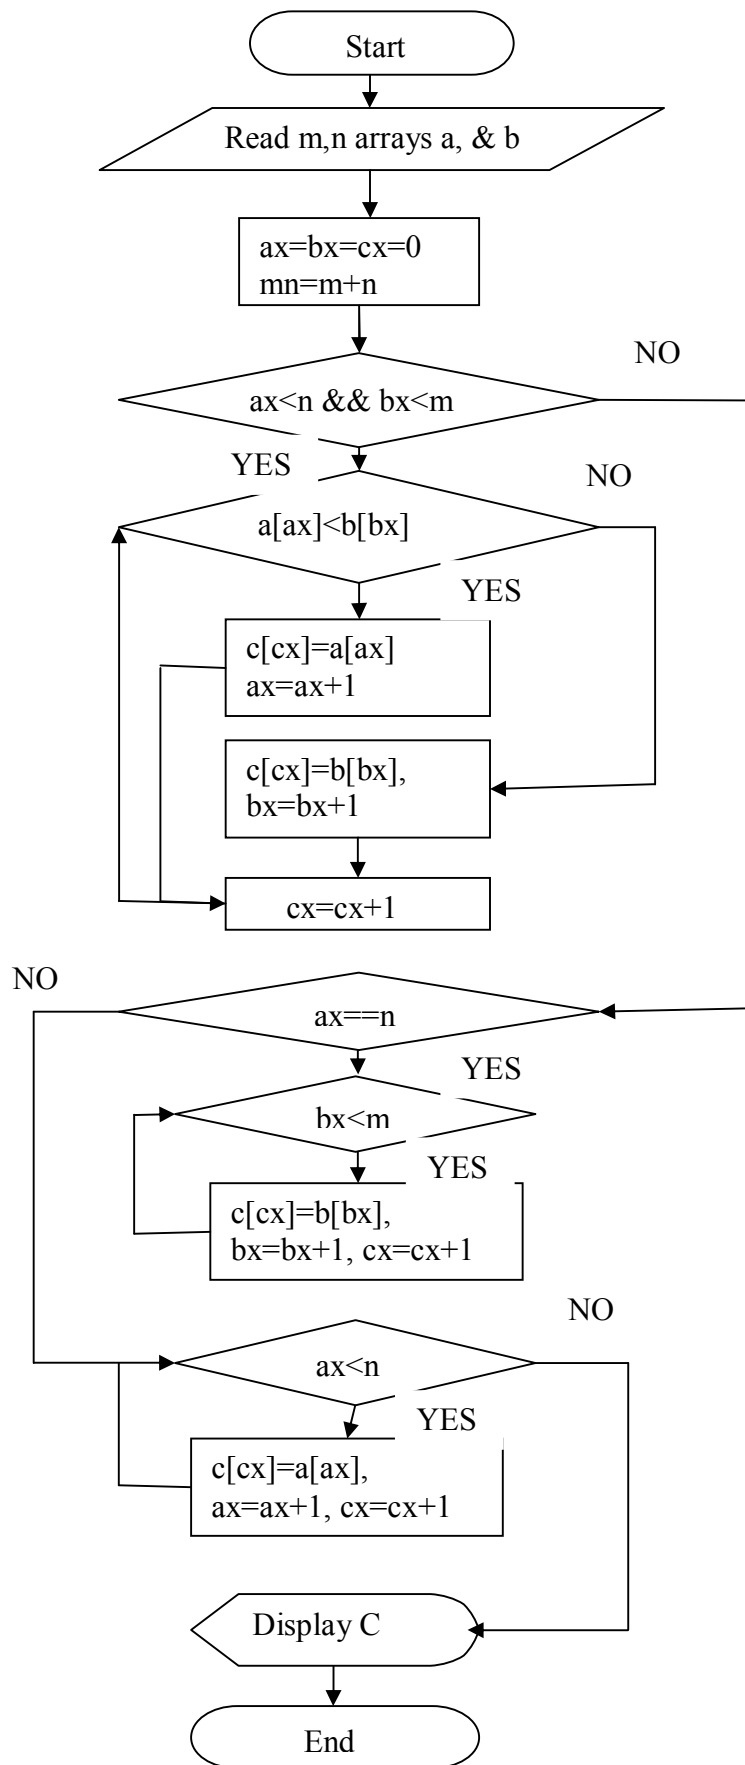 Start
Read m,n arrays a, & b
ax=bx=cx=0
mn=m+n
NO
ax<n && bx<m
YES
NO
a[ax]<b[bx]
YES
c[cx]=a[ax]
ax=ax+1
c[cx]=b[bx],
bx=bx+1
cx=cx+1
NO
ax==n
YES
bx<m
YES
c[cx]=b[bx],
bx=bx+1, cx=cx+1
NO
ax<n
YES
c[cx]=a[ax],
ax=ax+1, cx=cx+1
Display C
End